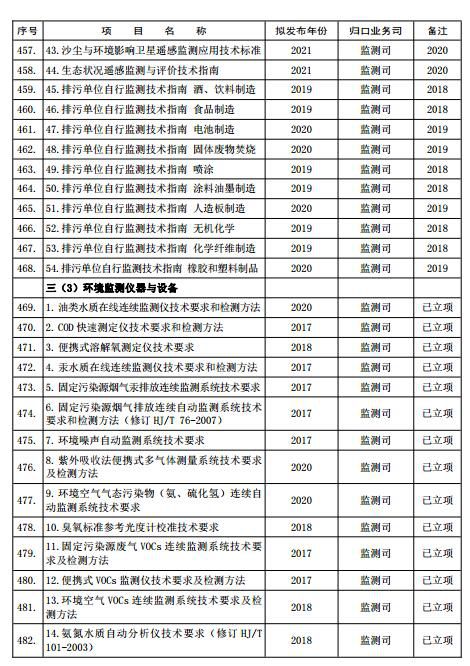 序号 项 目 名 称 拟发布年份 归口业务司 备注
457. 43.沙尘与环境影响卫星遥感监测应用技术标准 2021 监测司 2020
458. 44.生态状况遥感监测与评价技术指南 2021 监测司 2020
459. 45.排污单位自行监测技术指南 酒、饮料制造 2019 监测司 2018
460. 46.排污单位自行监测技术指南 食品制造 2019 监测司 2018
461. 47.排污单位自行监测技术指南 电池制造 2020 监测司 2019
462. 48.排污单位自行监测技术指南 固体废物焚烧 2020 监测司 2019
463. 49.排污单位自行监测技术指南 喷涂 2019 监测司 2018
464. 50.排污单位自行监测技术指南 涂料油墨制造 2019 监测司 2018
465. 51.排污单位自行监测技术指南 人造板制造 2020 监测司 2019
466. 52.排污单位自行监测技术指南 无机化学 2019 监测司 2018
467. 53.排污单位自行监测技术指南 化学纤维制造 2019 监测司 2018
468. 54.排污单位自行监测技术指南 橡胶和塑料制品 2020 监测司 2019
三（3）环境监测仪器与设备
469. 1.油类水质在线连续监测仪技术要求和检测方法 2020 监测司 已立项
470. 2.COD快速测定仪技术要求和检测方法 2017 监测司 已立项
471. 3.便携式溶解氧测定仪技术要求 2018 监测司 已立项
472. 4.汞水质在线连续监测仪技术要求和检测方法 2017 监测司 已立项
473. 5.固定污染源烟气汞排放连续监测系统技术要求 2017 监测司 已立项
474. 6.固定污染源烟气排放连续自动监测系统技术
要求和检测方法（修订HJ/T 76-2007） 2017 监测司 已立项
475. 7.环境噪声自动监测系统技术要求 2017 监测司 已立项
476. 8.紫外吸收法便携式多气体测量系统技术要求
及检测方法 2020 监测司 已立项
477. 9.环境空气气态污染物（氨、硫化氢）连续自
动监测系统技术要求 2020 监测司 已立项
478. 10.臭氧标准参考光度计校准技术要求 2018 监测司 已立项
479. 11.固定污染源废气VOCs连续监测系统技术要
求及检测方法 2017 监测司 已立项
480. 12.便携式VOCs监测仪技术要求及检测方法 2017 监测司 已立项
481. 13.环境空气VOCs连续监测系统技术要求及检
测方法 2018 监测司 已立项
482. 14.氨氮水质自动分析仪技术要求（修订HJ/T
101-2003） 2018 监测司 已立项